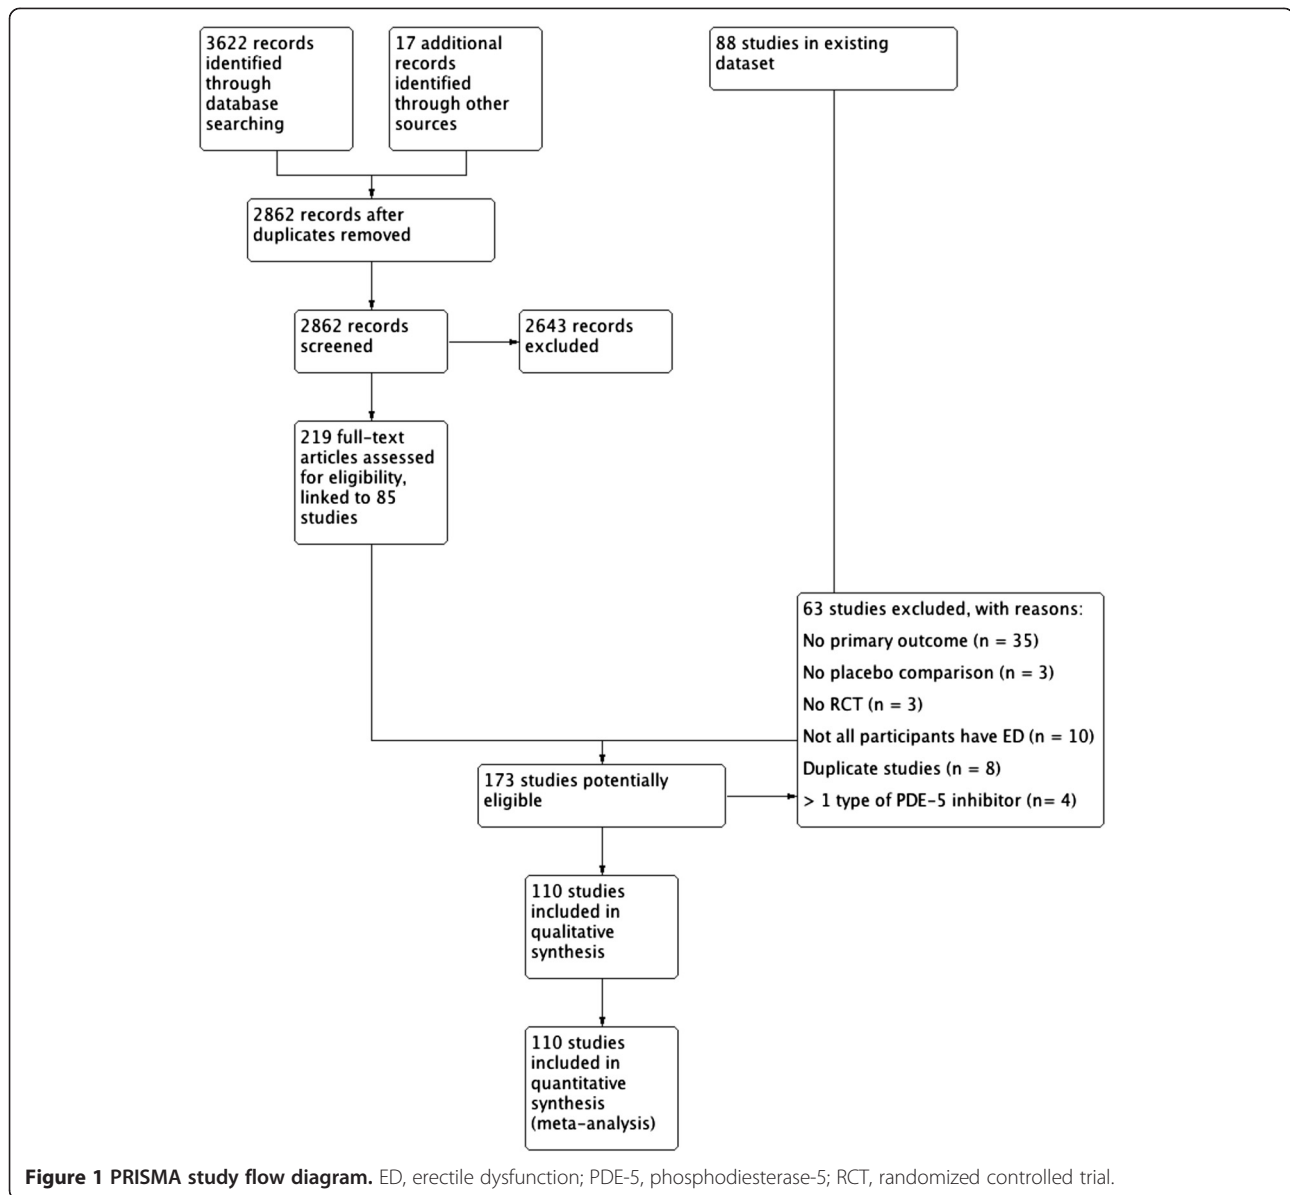 3622 records
identified
through
database
searching
17 additional
records
identified
through other
sources
88 studies in existing
dataset
2862 records after
duplicates removed
2862 records
screened
2643 records
excluded
219 full-text
articles assessed
for eligibility,
linked to 85
studies
63 studies excluded, with reasons:
No primary outcome (n = 35)
No placebo comparison (n = 3)
No RCT (n = 3)
Not all participants have ED (n = 10)
Duplicate studies (n = 8)
> 1 type of PDE-5 inhibitor (n= 4)
173 studies potentially
eligible
110 studies
included in
qualitative
synthesis
110 studies
included in
quantitative
synthesis
(meta-analysis)
Figure 1 PRISMA study flow diagram. ED, erectile dysfunction; PDE-5, phosphodiesterase-5; RCT, randomized controlled trial.